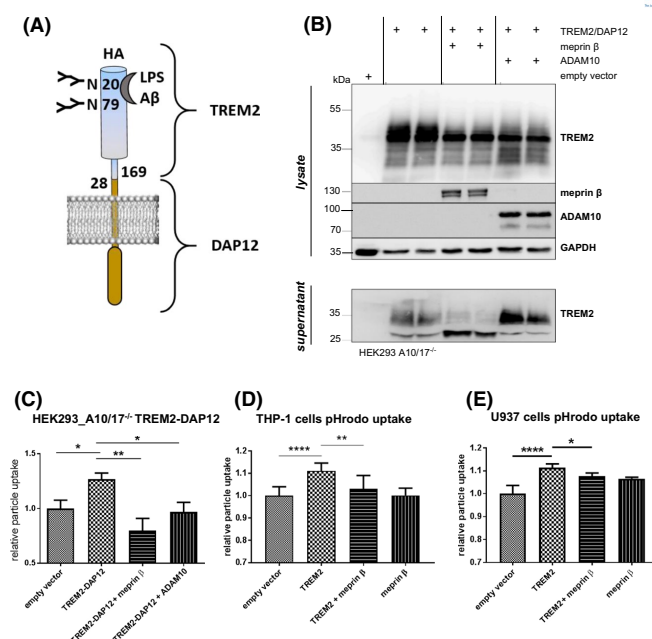 (A)
HA
N 20 LPS
N 79 Aβ
TREM2
28 169
DAP12
(B)
+ + + + + + TREM2/DAP12
+ + meprin β
+ + ADAM10
+ empty vector
kDa
lysate
55
35
TREM2
130 meprin β
100
70
ADAM10
35 GAPDH
supernatant
35
25
TREM2
HEK293 A10/17-/-
(C)
HEK293_A10/17-/- TREM2-DAP12
relative particle uptake
1.5
1.0
0.5
*
**
*
empty vector
TREM2-DAP12
TREM2-DAP12 + meprin β
TREM2-DAP12 + ADAM10
(D)
THP-1 cells pHrodo uptake
relative particle uptake
1.2
1.1
1.0
0.9
0.8
0.7
****
**
empty vector
TREM2
TREM2 + meprin β
meprin β
(E)
U937 cells pHrodo uptake
relative particle uptake
1.2
1.1
1.0
0.9
0.8
0.7
****
*
empty vector
TREM2
TREM2 + meprin β
meprin β